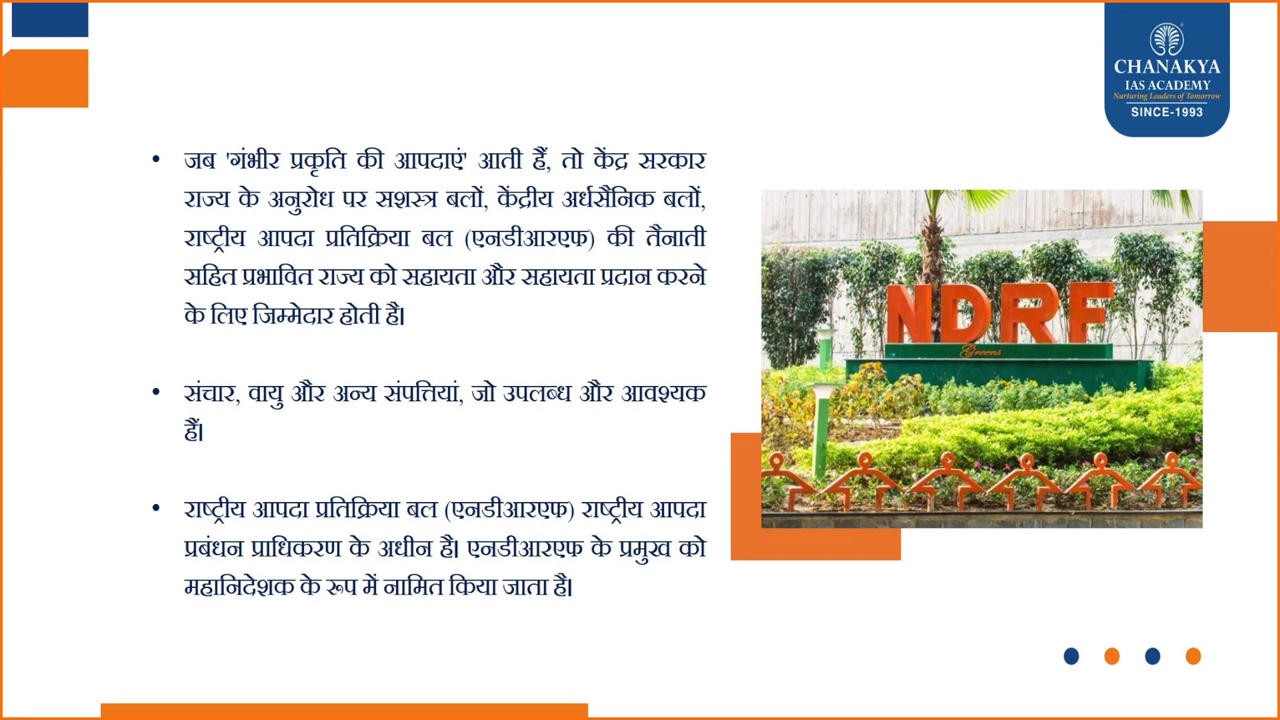 CHANAKYA
IAS ACADEMY
Nurturing Leaders of Tomorrow
SINCE-1993
• जब 'गंभीर प्रकृति की आपदाएं' आती हैं, तो केंद्र सरकार
राज्य के अनुरोध पर सशस्त्र बलों, केंद्रीय अर्धसैनिक बलों,
राष्ट्रीय आपदा प्रतिक्रिया बल (एनडीआरएफ) की तैनाती
सहित प्रभावित राज्य को सहायता और सहायता प्रदान करने
के लिए जिम्मेदार होती है।
• संचार, वायु और अन्य संपत्तियां, जो उपलब्ध और आवश्यक
हैं।
• राष्ट्रीय आपदा प्रतिक्रिया बल (एनडीआरएफ) राष्ट्रीय आपदा
प्रबंधन प्राधिकरण के अधीन है। एनडीआरएफ के प्रमुख को
महानिदेशक के रूप में नामित किया जाता है।
NDRF
Greens